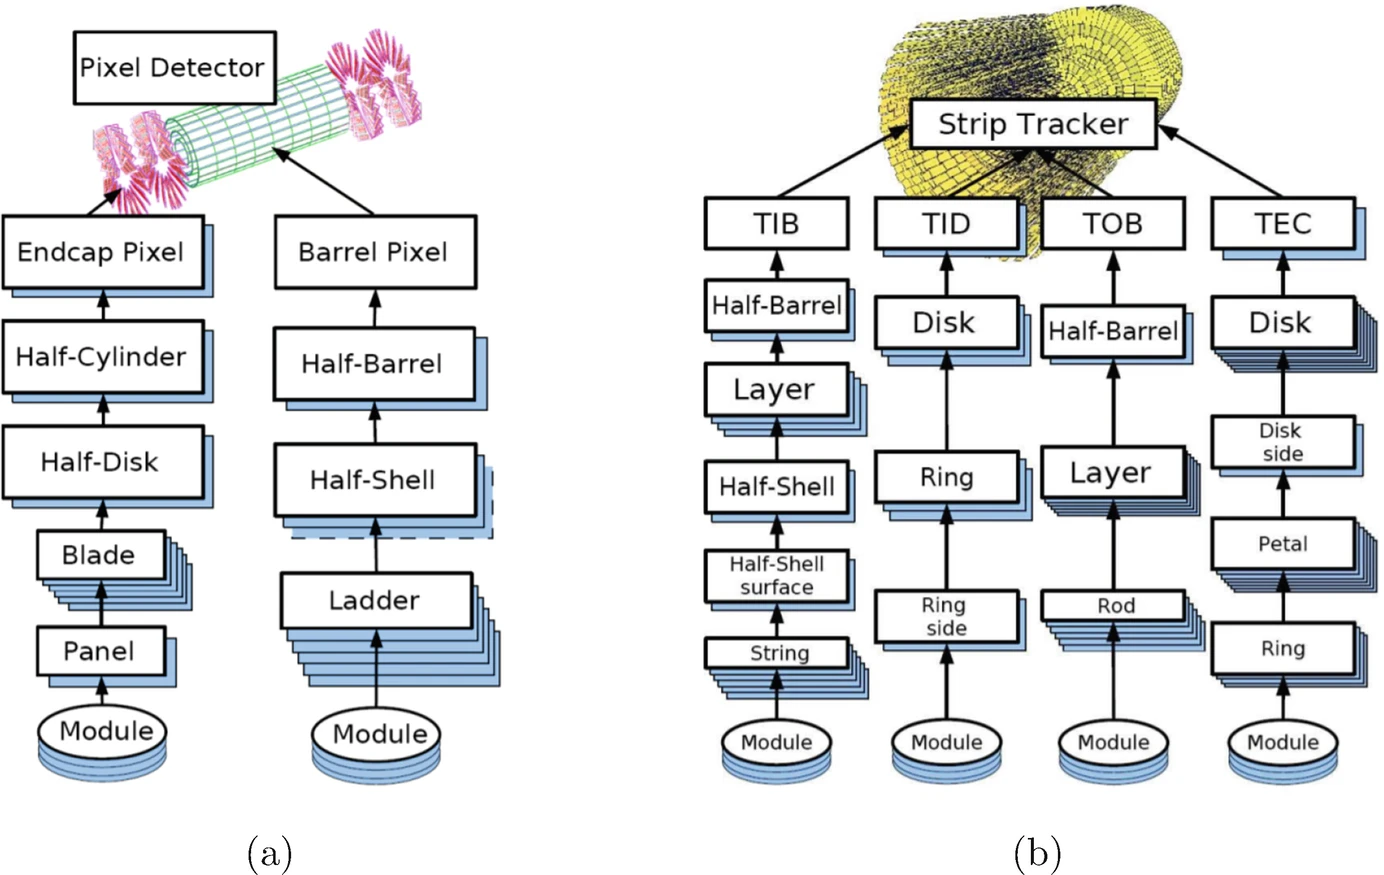 Pixel Detector
Endcap Pixel
Half-Cylinder
Half-Disk
Blade
Panel
Module
Barrel Pixel
Half-Barrel
Half-Shell
Ladder
Module
(a)
Strip Tracker
TIB
Half-Barrel
Layer
Half-Shell
Half-Shell
surface
String
Module
TID
Disk
Ring
Ring
side
Module
TOB
Half-Barrel
Layer
Rod
Module
TEC
Disk
Disk
side
Petal
Ring
Module
(b)